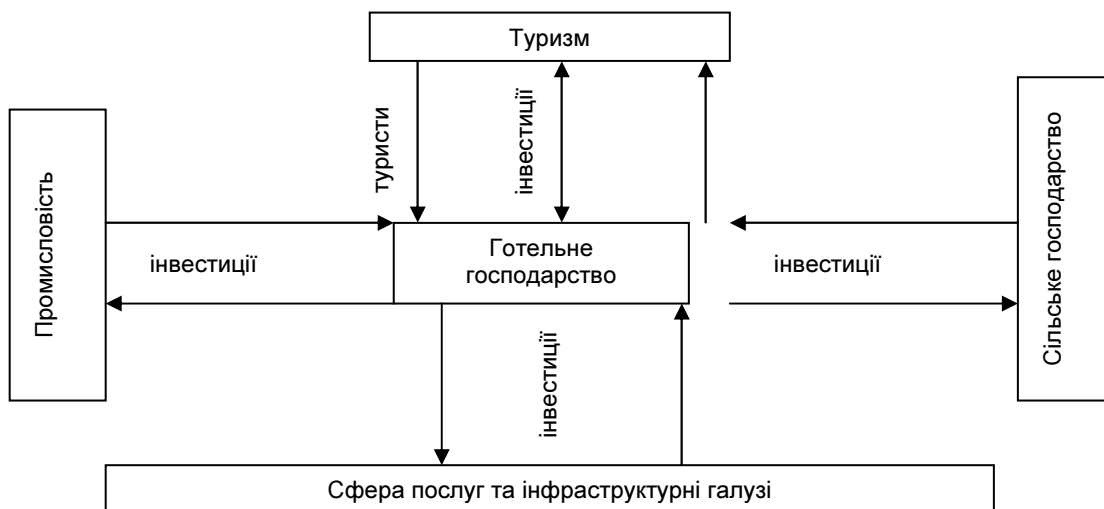 Туризм
туристи
інвестиції
Промисловість
інвестиції
Готельне
господарство
інвестиції
Сільське господарство
інвестиції
Сфера послуг та інфраструктурні галузі